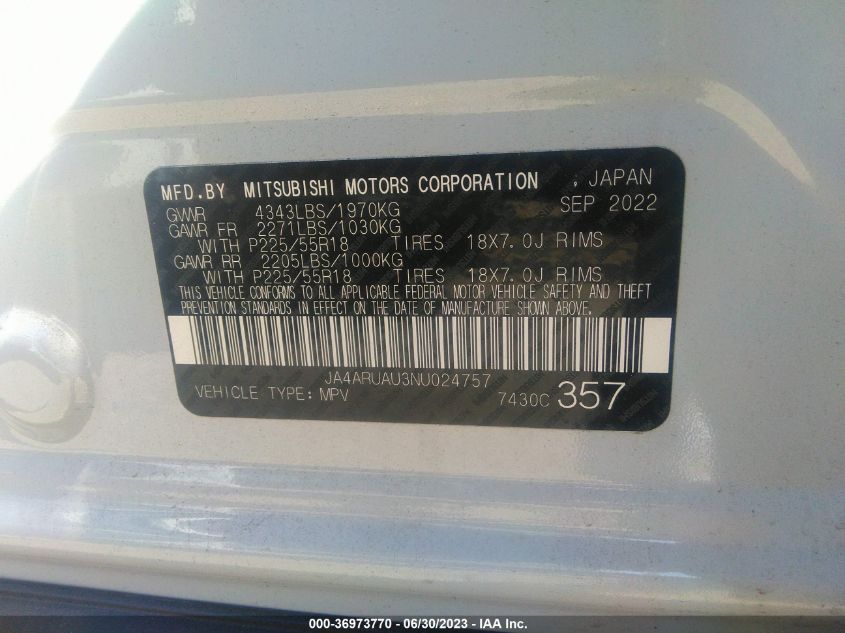 MFD.BY MITSUBISHI MOTORS CORPORATION , JAPAN
GVWR 4343LBS/1970KG SEP 2022
GAWR FR 2271LBS/1030KG
WITH P225/55R18 TIRES 18X7.0J RIMS
GAWR RR 2205LBS/1000KG
WITH P225/55R18 TIRES 18X7.0J RIMS
THIS VEHICLE CONFORMS TO ALL APPLICABLE FEDERAL MOTOR VEHICLE SAFETY AND THEFT
PREVENTION STANDARDS IN EFFECT ON THE DATE OF MANUFACTURE SHOWN ABOVE.
JA4ARUAU3NU024757
VEHICLE TYPE: MPV 7430C 357
000-36973770 - 06/30/2023 - IAA Inc.